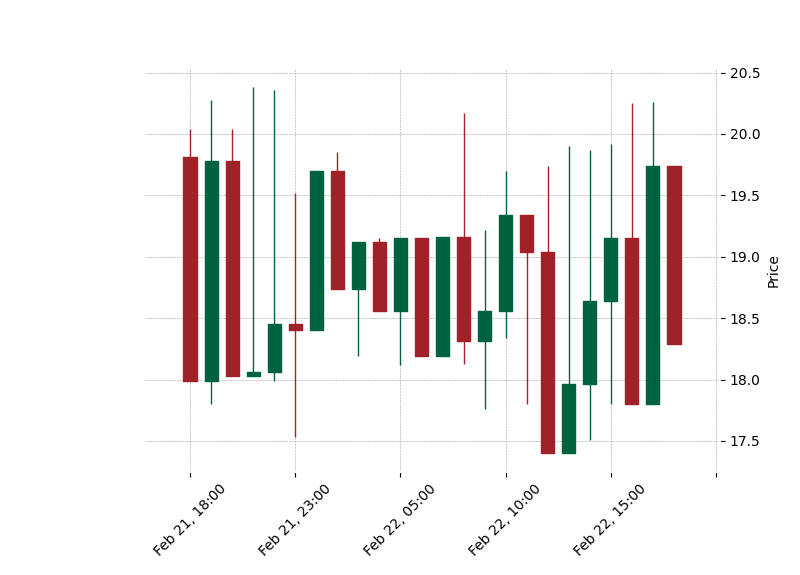 20.5
20.0
19.5
19.0
18.5
18.0
17.5
Price
Feb 21, 18:00
Feb 21, 23:00
Feb 22, 05:00
Feb 22, 10:00
Feb 22, 15:00